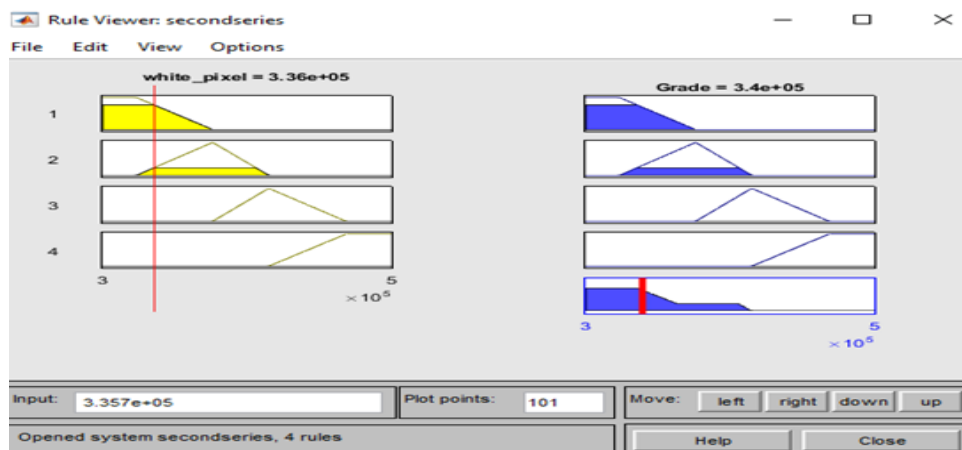 Rule Viewer: secondseries
File Edit View Options
white_pixel = 3.36e+05
Grade = 3.4e+05
1
2
3
4
3 5
× 10⁵
3 5
× 10⁵
Input: 3.357e+05 Plot points: 101 Move: left right down up
Opened system secondseries, 4 rules Help Close